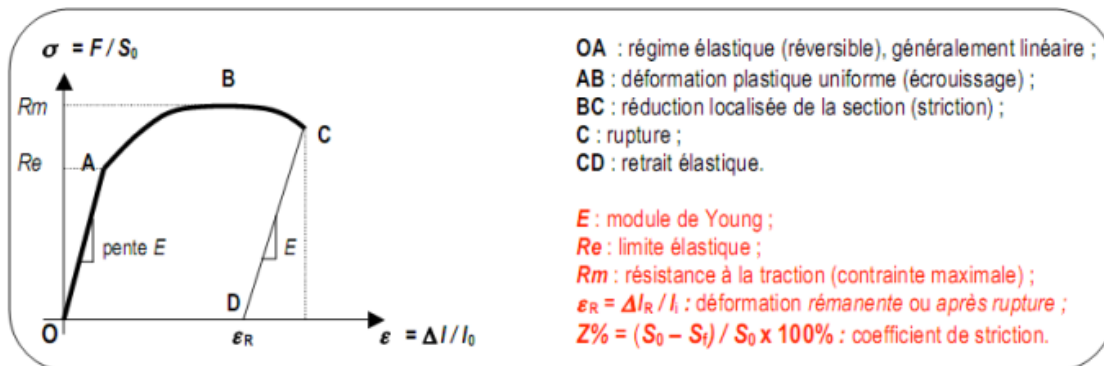 σ = F / S₀
B
Rm
C
Re
A
pente E
E
D
O
εR
ε = Δl / l₀
OA : régime élastique (réversible), généralement linéaire ;
AB : déformation plastique uniforme (écrouissage) ;
BC : réduction localisée de la section (striction) ;
C : rupture ;
CD : retrait élastique.
E : module de Young ;
Re : limite élastique ;
Rm : résistance à la traction (contrainte maximale) ;
εR = ΔlR / li : déformation rémanente ou après rupture ;
Z% = (S₀ – Sf) / S₀ x 100% : coefficient de striction.